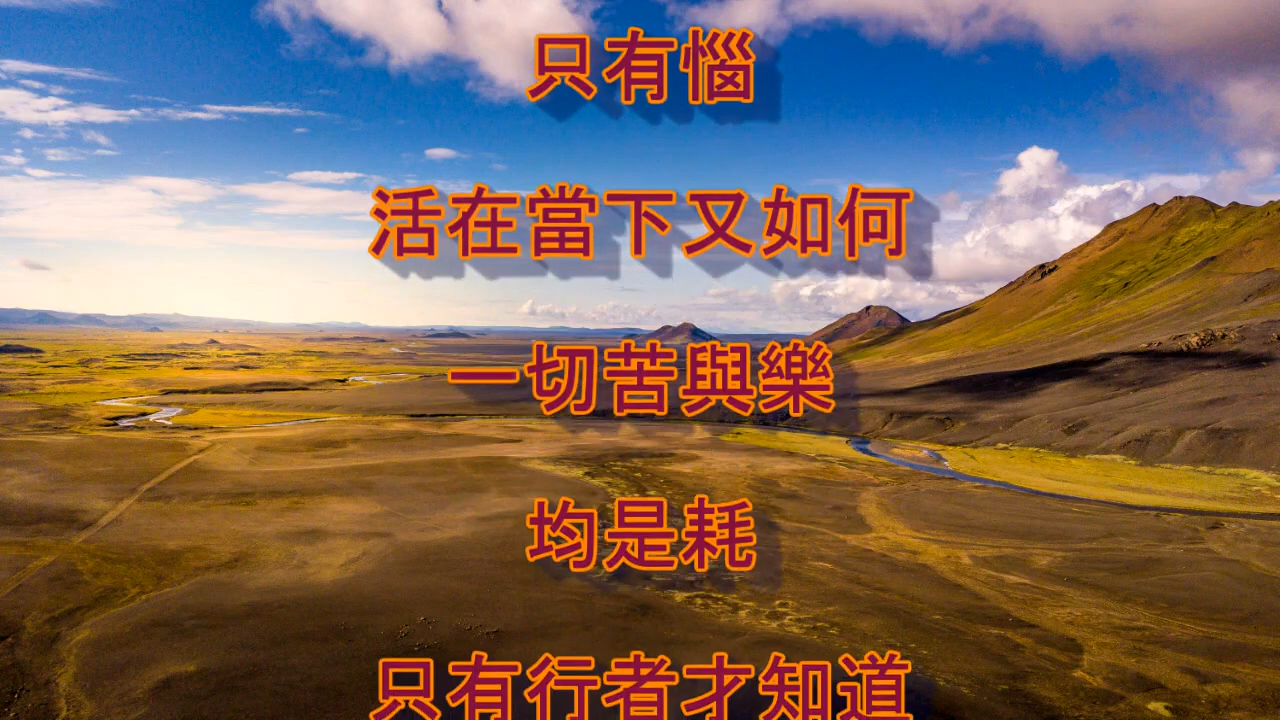 只有惱
活在當下又如何
一切苦與樂
均是耗
只有行者才知道